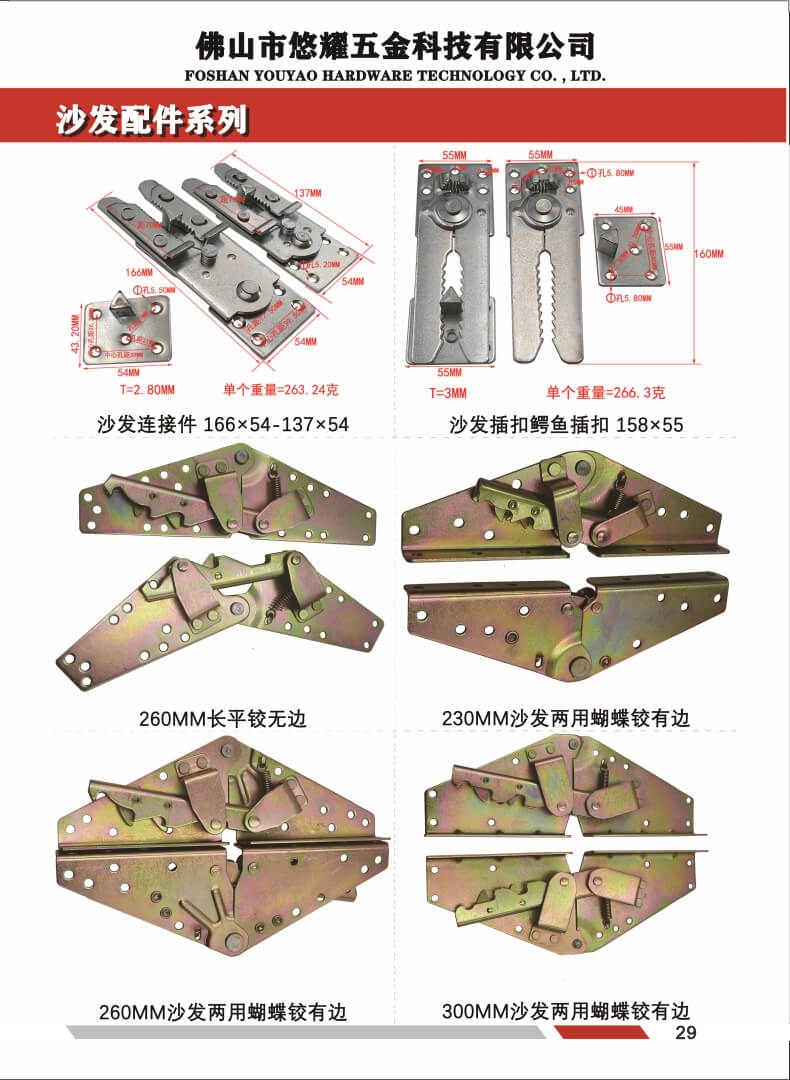 佛山市悠耀五金科技有限公司
FOSHAN YOUYAO HARDWARE TECHNOLOGY CO. , LTD.
沙发配件系列
137MM
166MM
孔5.20MM
54MM
孔5.50MM
43.20MM
54MM
54MM
T=2.80MM
单个重量=263.24克
沙发连接件 166×54-137×54
55MM
55MM
孔5.80MM
45MM
55MM
160MM
孔5.80MM
55MM
T=3MM
单个重量=266.3克
沙发插扣鳄鱼插扣 158×55
260MM长平铰无边
230MM沙发两用蝴蝶铰有边
260MM沙发两用蝴蝶铰有边
300MM沙发两用蝴蝶铰有边
29